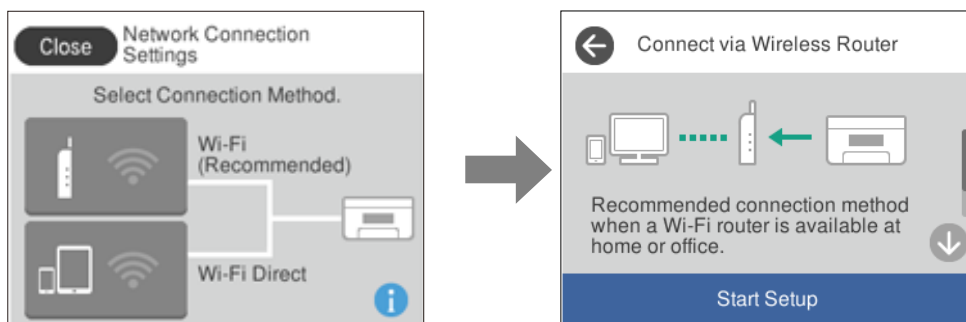 Close
Network Connection
Settings
Select Connection Method.
Wi-Fi
(Recommended)
Wi-Fi Direct
Connect via Wireless Router
Recommended connection method
when a Wi-Fi router is available at
home or office.
Start Setup